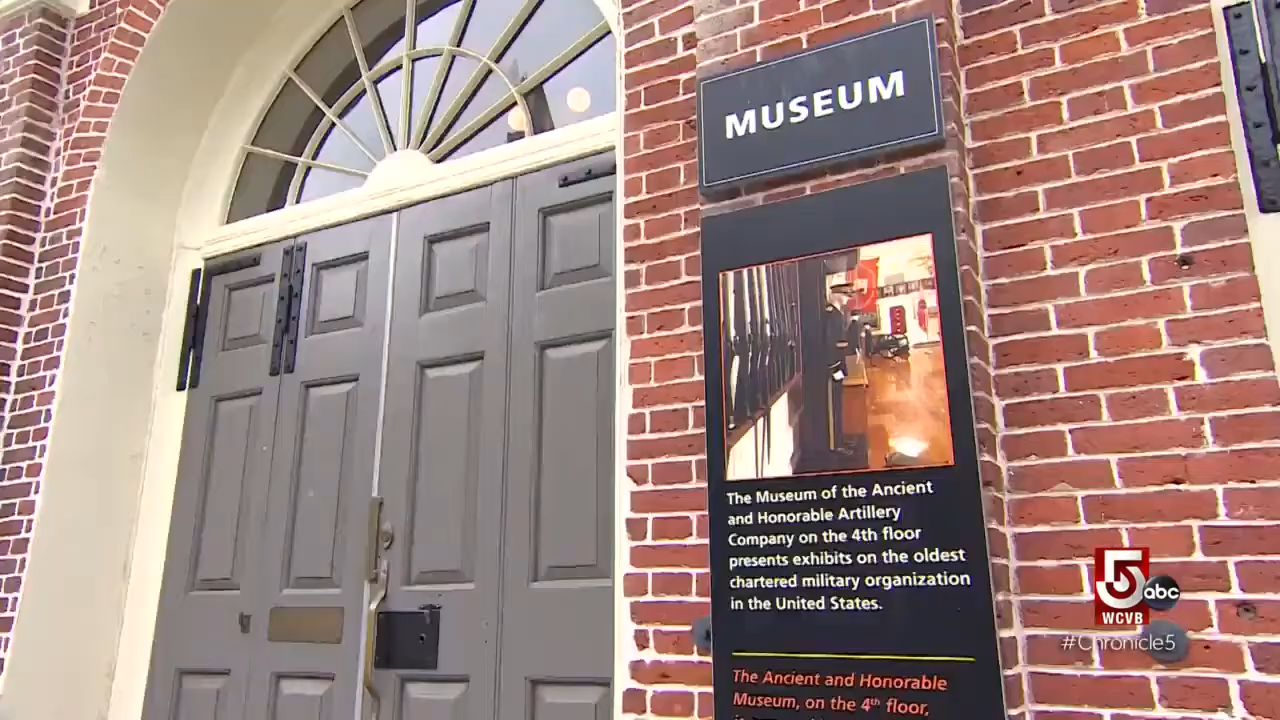 MUSEUM
The Museum of the Ancient
and Honorable Artillery
Company on the 4th floor
presents exhibits on the oldest
chartered military organization
in the United States.
The Ancient and Honorable
Museum, on the 4th floor,
5 abc
WCVB
#Chronicle5